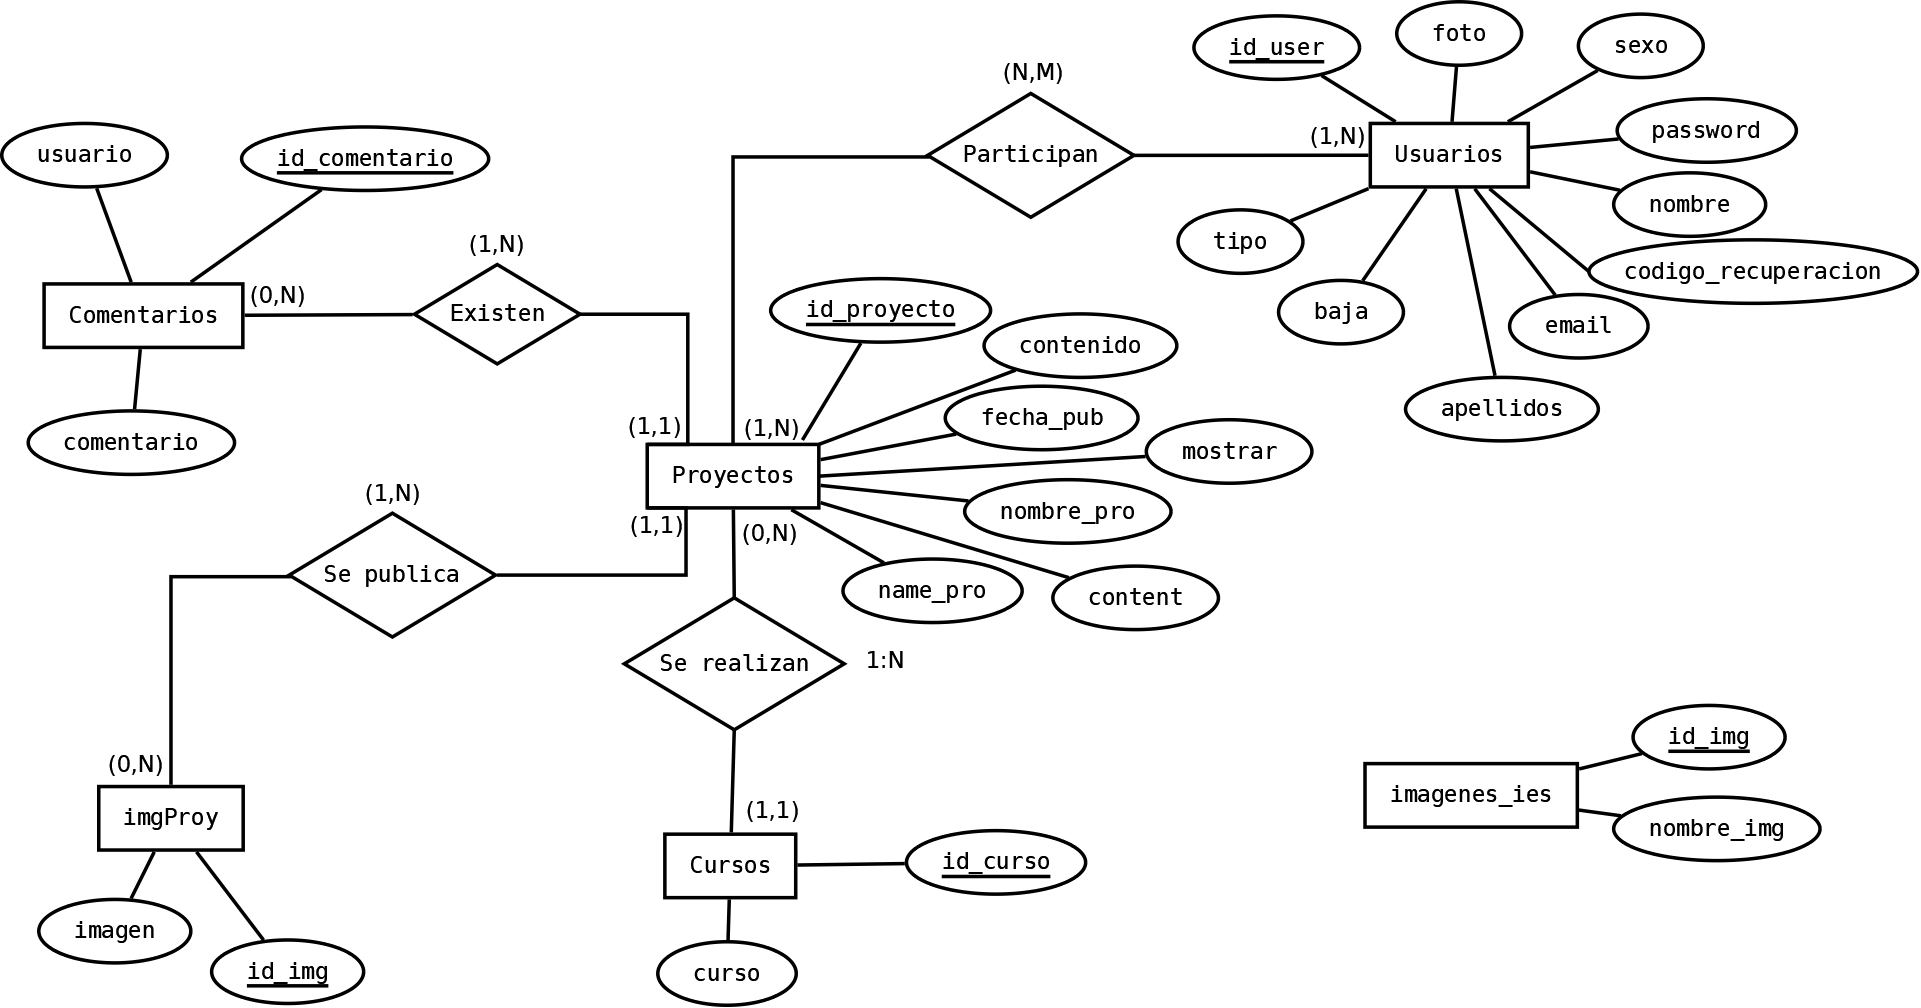 foto
sexo
id_user
(N,M)
password
(1,N)
usuario
id_comentario
Participan
Usuarios
nombre
tipo
(1,N)
codigo_recuperacion
(0,N)
id_proyecto
baja
Comentarios
Existen
email
contenido
apellidos
fecha_pub
(1,1)
(1,N)
comentario
mostrar
Proyectos
(1,N)
nombre_pro
(1,1)
(0,N)
Se publica
name_pro
content
Se realizan
1:N
id_img
(0,N)
imagenes_ies
(1,1)
imgProy
nombre_img
Cursos
id_curso
imagen
id_img
curso